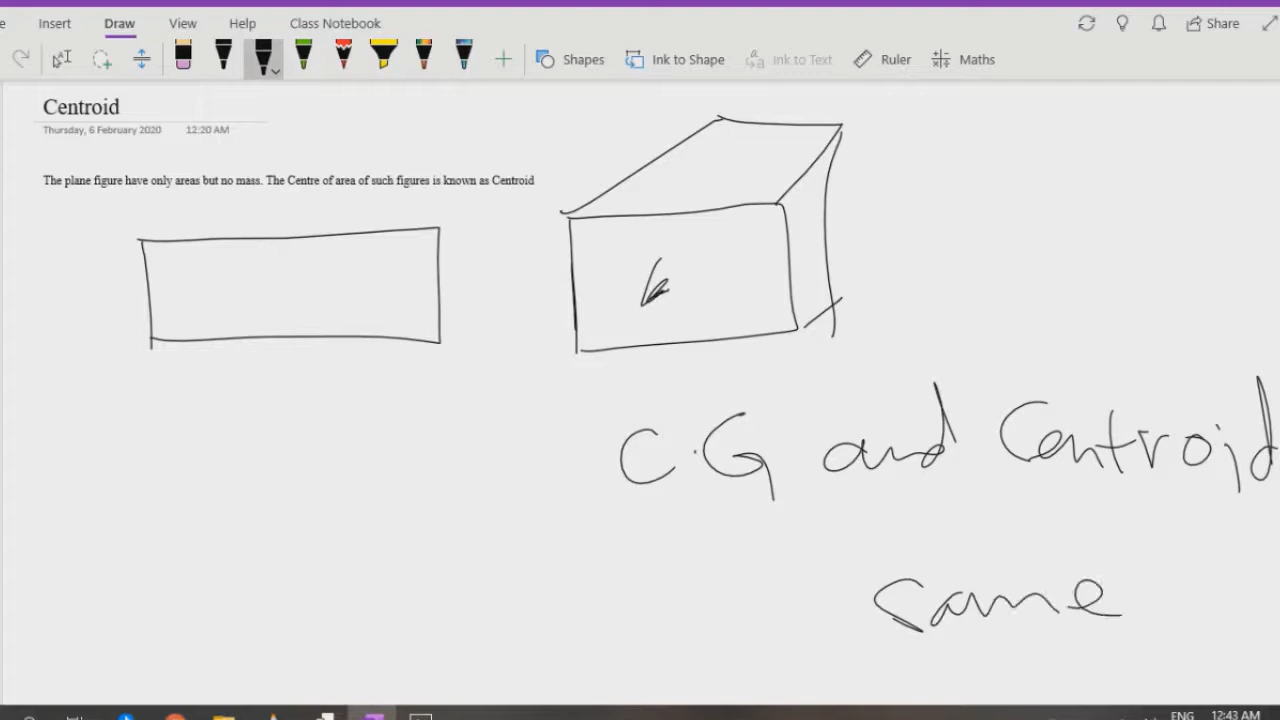 Insert Draw View Help Class Notebook Share
Shapes Ink to Shape Ink to Text Ruler Maths
Centroid
Thursday, 6 February 2020 12:20 AM
The plane figure have only areas but no mass. The Centre of area of such figures is known as Centroid
C.G and Centroid
Same
ENG 12:43 AM